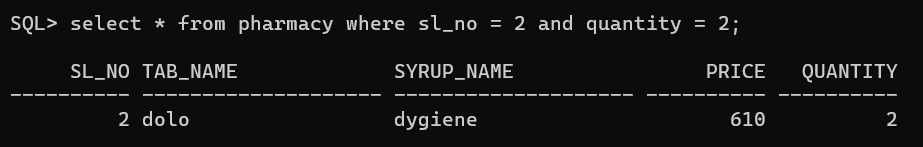 SQL> select * from pharmacy where sl_no = 2 and quantity = 2;
     SL_NO TAB_NAME             SYRUP_NAME                PRICE   QUANTITY
---------- -------------------- -------------------- ---------- ----------
         2 dolo                 dygiene                     610          2